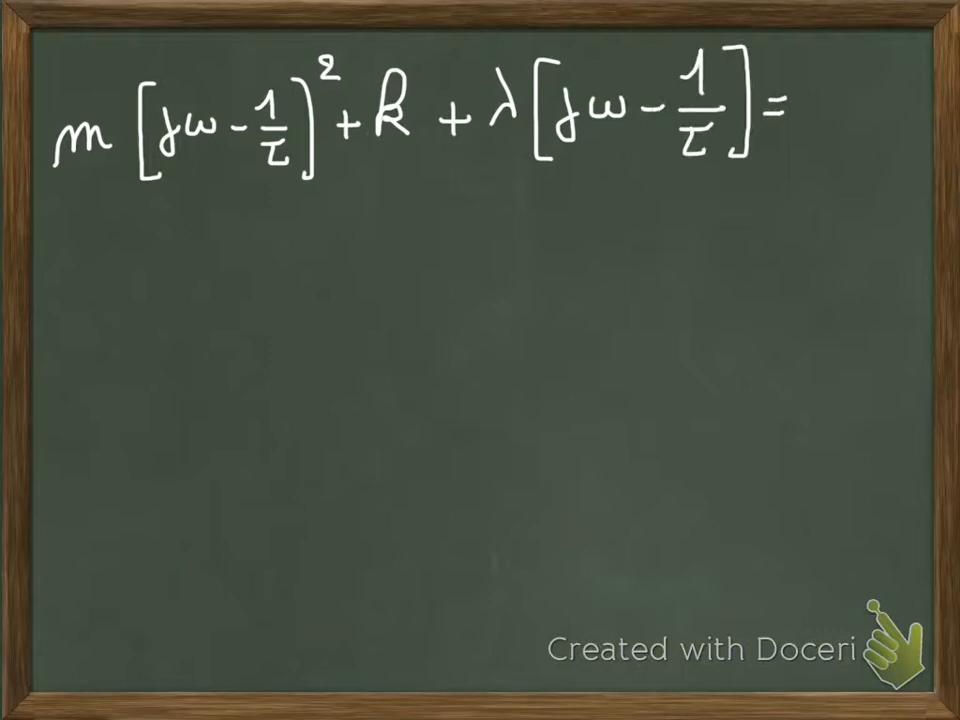 m [jω - 1/τ]² + k + λ [jω - 1/τ] =
Created with Doceri